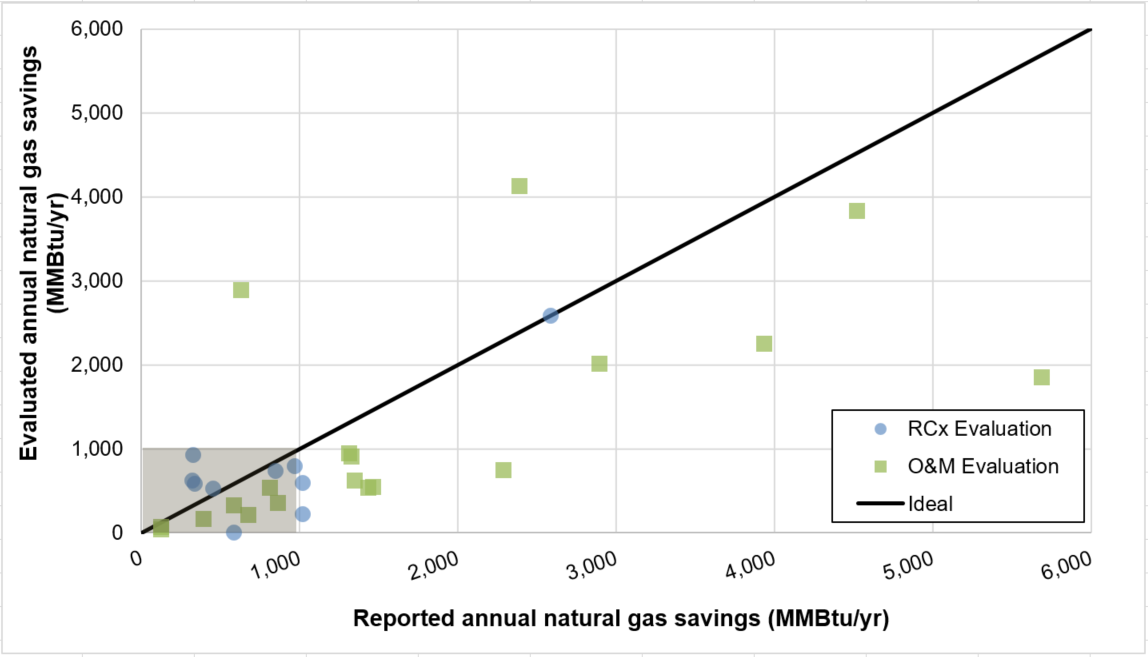 Evaluated annual natural gas savings
(MMBtu/yr)
6,000
5,000
4,000
3,000
2,000
1,000
0
RCx Evaluation
O&M Evaluation
Ideal
0
1,000
2,000
3,000
4,000
5,000
6,000
Reported annual natural gas savings (MMBtu/yr)